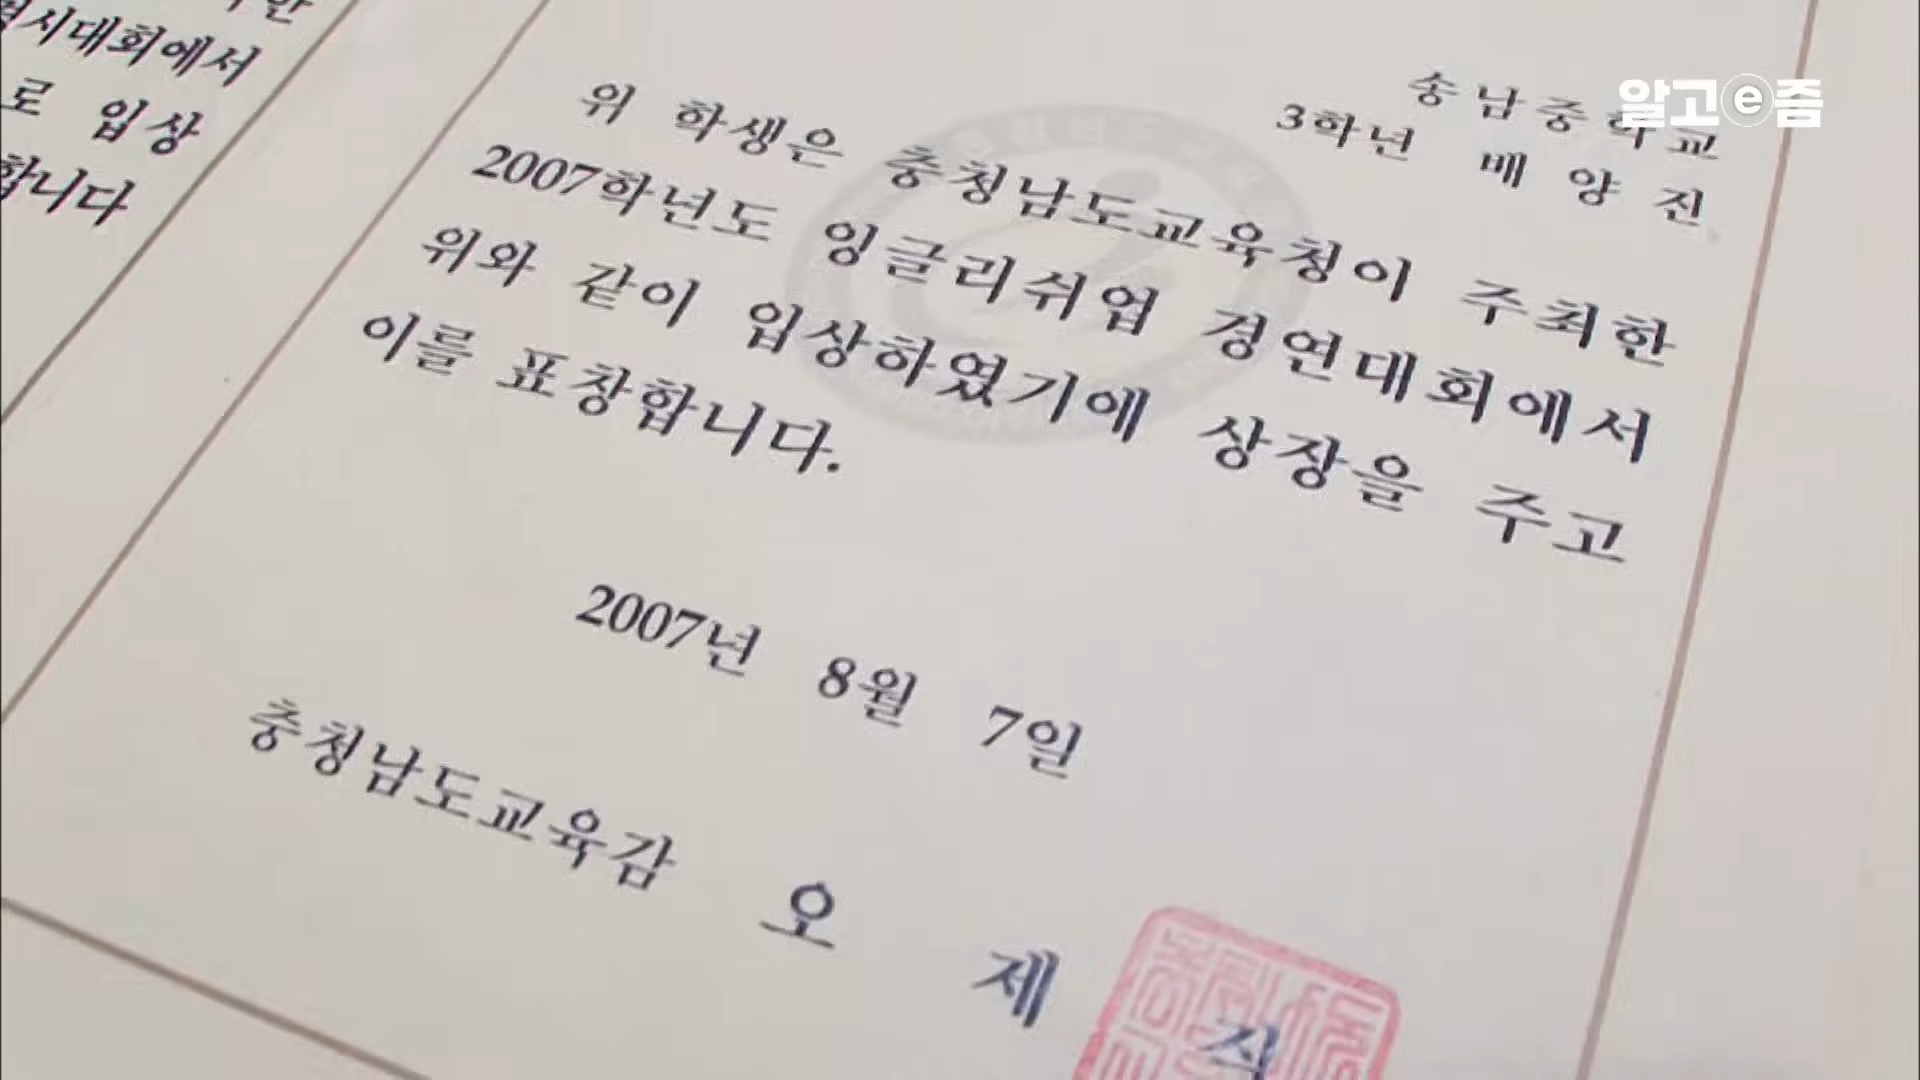 시대회에서
로 입상
합니다
알고e즘
송남중학교
3학년 배양진
위 학생은 충청남도교육청이 주최한
2007학년도 잉글리쉬업 경연대회에서
위와 같이 입상하였기에 상장을 주고
이를 표창합니다.
2007년 8월 7일
충청남도교육감 오 제 직